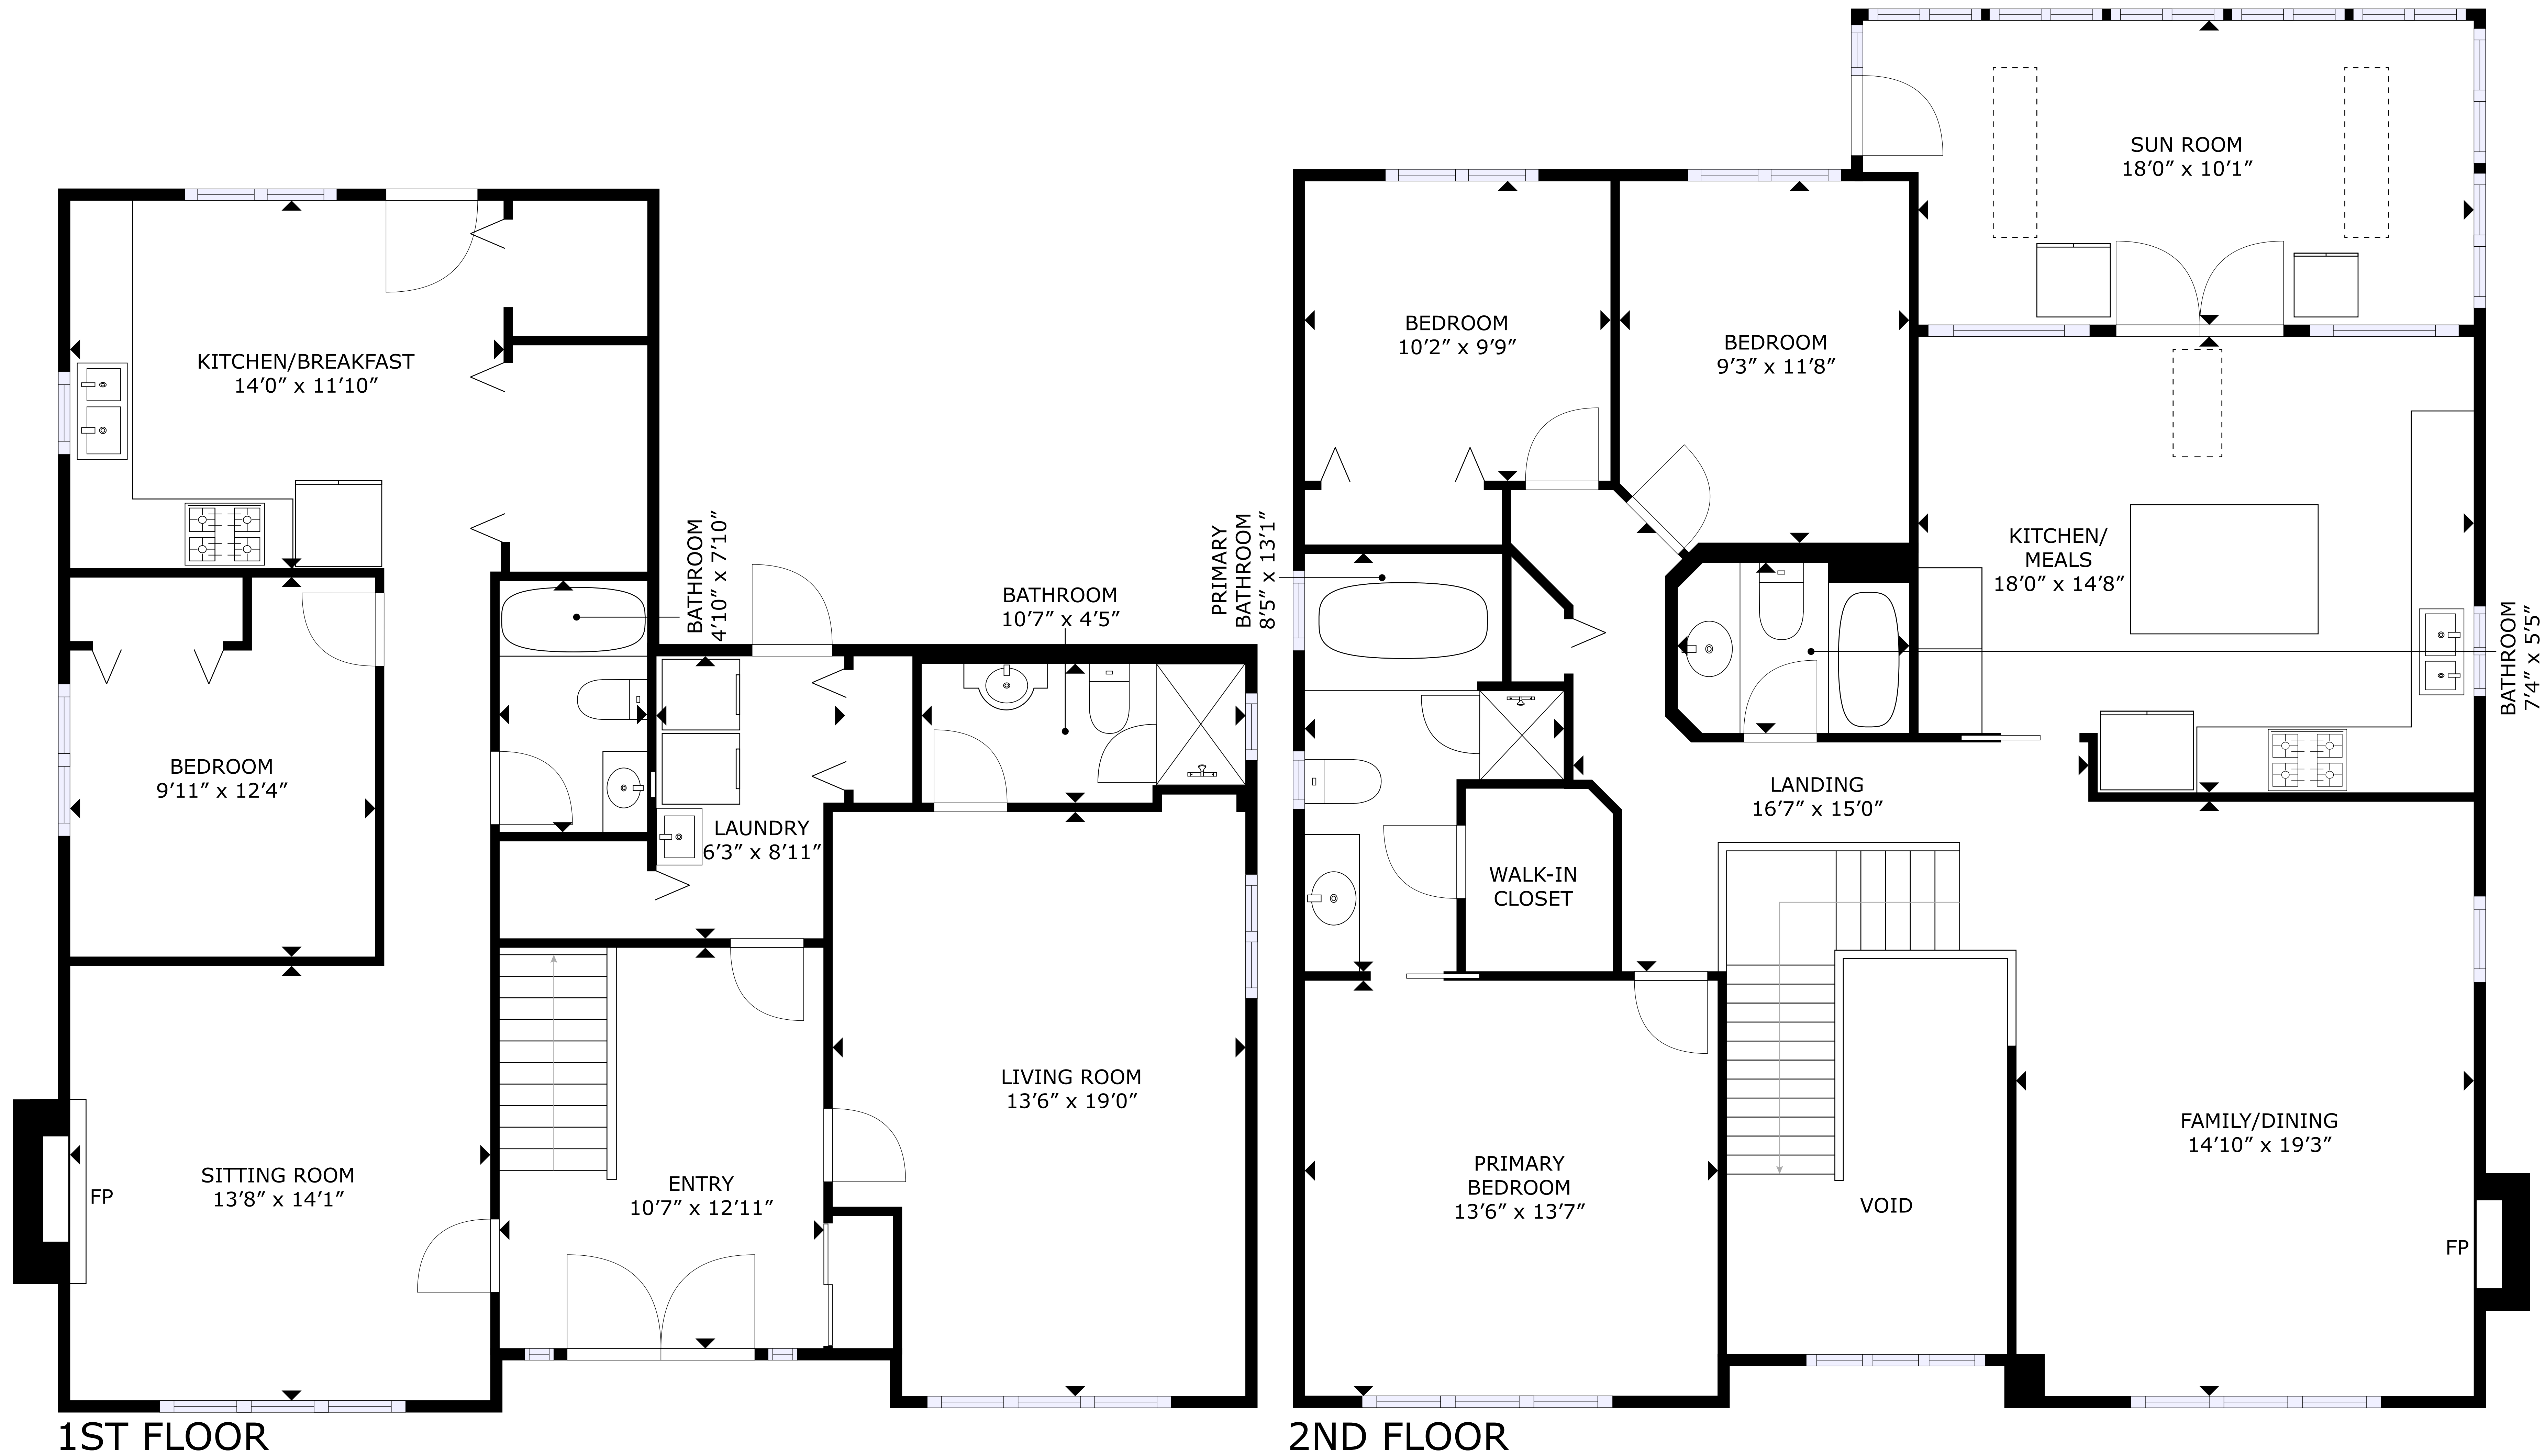 KITCHEN/BREAKFAST
14’0” x 11’10”
BEDROOM
9’11” x 12’4”
BATHROOM
4’10” x 7’10”
BATHROOM
10’7” x 4’5”
LAUNDRY
6’3” x 8’11”
SITTING ROOM
13’8” x 14’1”
FP
ENTRY
10’7” x 12’11”
LIVING ROOM
13’6” x 19’0”
1ST FLOOR
SUN ROOM
18’0” x 10’1”
BEDROOM
10’2” x 9’9”
BEDROOM
9’3” x 11’8”
PRIMARY
BATHROOM
8’5” x 13’1”
KITCHEN/
MEALS
18’0” x 14’8”
BATHROOM
7’4” x 5’5”
LANDING
16’7” x 15’0”
WALK-IN
CLOSET
PRIMARY
BEDROOM
13’6” x 13’7”
VOID
FAMILY/DINING
14’10” x 19’3”
FP
2ND FLOOR